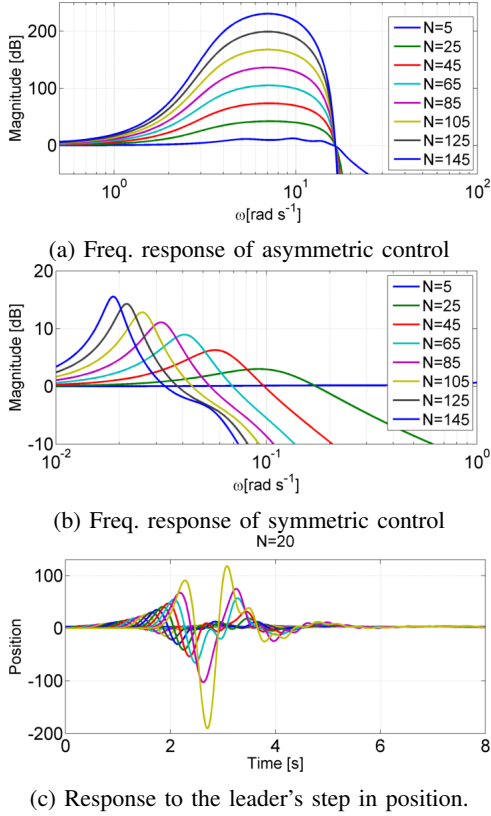 200
100
0
Magnitude [dB]
N=5
N=25
N=45
N=65
N=85
N=105
N=125
N=145
10^0
10^1
10^2
ω[rad s^-1]
(a) Freq. response of asymmetric control
20
10
0
-10
Magnitude [dB]
N=5
N=25
N=45
N=65
N=85
N=105
N=125
N=145
10^-2
10^-1
10^0
ω[rad s^-1]
(b) Freq. response of symmetric control
N=20
100
0
-100
-200
Position
0
2
4
6
8
Time [s]
(c) Response to the leader's step in position.